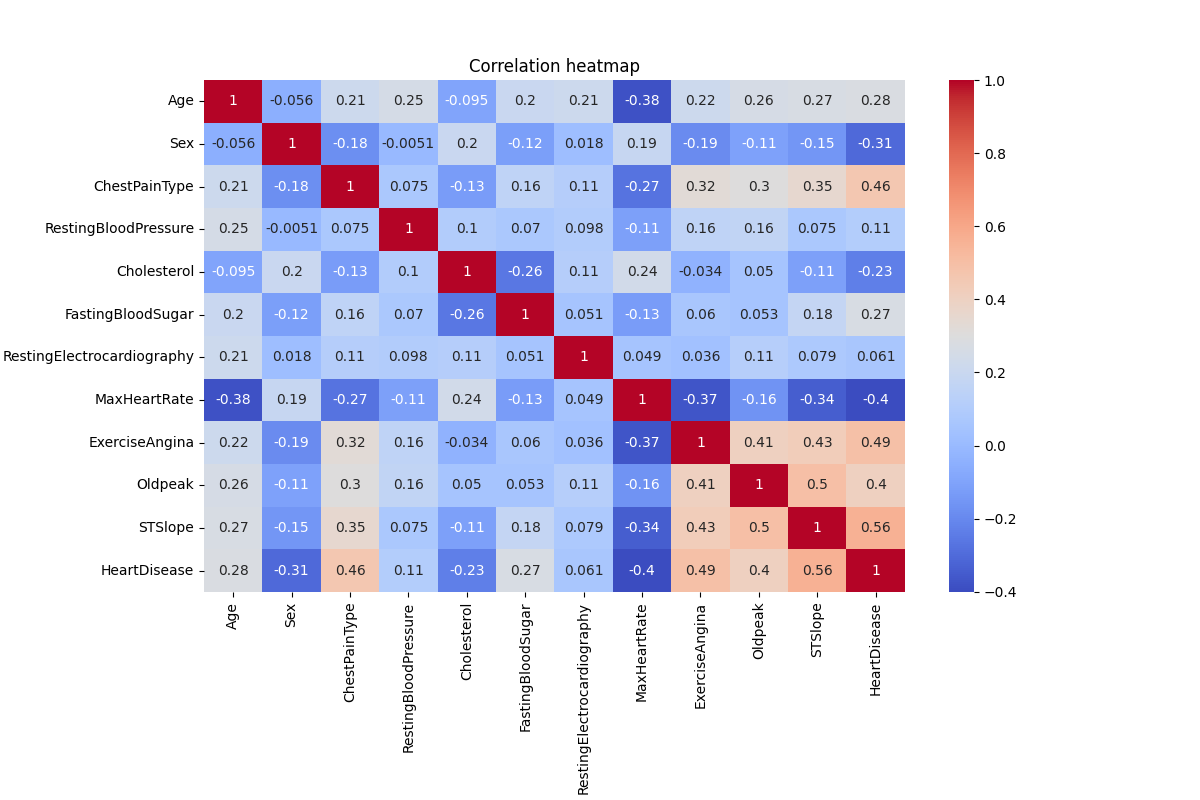 Correlation heatmap
Age 1 -0.056 0.21 0.25 -0.095 0.2 0.21 -0.38 0.22 0.26 0.27 0.28
Sex -0.056 1 -0.18 -0.0051 0.2 -0.12 0.018 0.19 -0.19 -0.11 -0.15 -0.31
ChestPainType 0.21 -0.18 1 0.075 -0.13 0.16 0.11 -0.27 0.32 0.3 0.35 0.46
RestingBloodPressure 0.25 -0.0051 0.075 1 0.1 0.07 0.098 -0.11 0.16 0.16 0.075 0.11
Cholesterol -0.095 0.2 -0.13 0.1 1 -0.26 0.11 0.24 -0.034 0.05 -0.11 -0.23
FastingBloodSugar 0.2 -0.12 0.16 0.07 -0.26 1 0.051 -0.13 0.06 0.053 0.18 0.27
RestingElectrocardiography 0.21 0.018 0.11 0.098 0.11 0.051 1 0.049 0.036 0.11 0.079 0.061
MaxHeartRate -0.38 0.19 -0.27 -0.11 0.24 -0.13 0.049 1 -0.37 -0.16 -0.34 -0.4
ExerciseAngina 0.22 -0.19 0.32 0.16 -0.034 0.06 0.036 -0.37 1 0.41 0.43 0.49
Oldpeak 0.26 -0.11 0.3 0.16 0.05 0.053 0.11 -0.16 0.41 1 0.5 0.4
STSlope 0.27 -0.15 0.35 0.075 -0.11 0.18 0.079 -0.34 0.43 0.5 1 0.56
HeartDisease 0.28 -0.31 0.46 0.11 -0.23 0.27 0.061 -0.4 0.49 0.4 0.56 1
Age
Sex
ChestPainType
RestingBloodPressure
Cholesterol
FastingBloodSugar
RestingElectrocardiography
MaxHeartRate
ExerciseAngina
Oldpeak
STSlope
HeartDisease
1.0
0.8
0.6
0.4
0.2
0.0
−0.2
−0.4